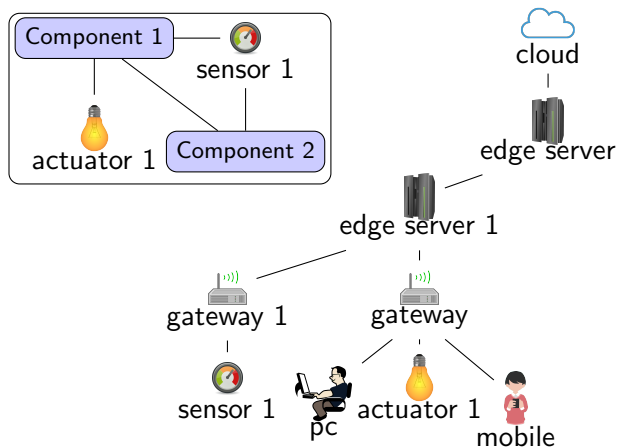 Component 1
sensor 1
actuator 1
Component 2
cloud
edge server
edge server 1
gateway 1
gateway
sensor 1
pc
actuator 1
mobile